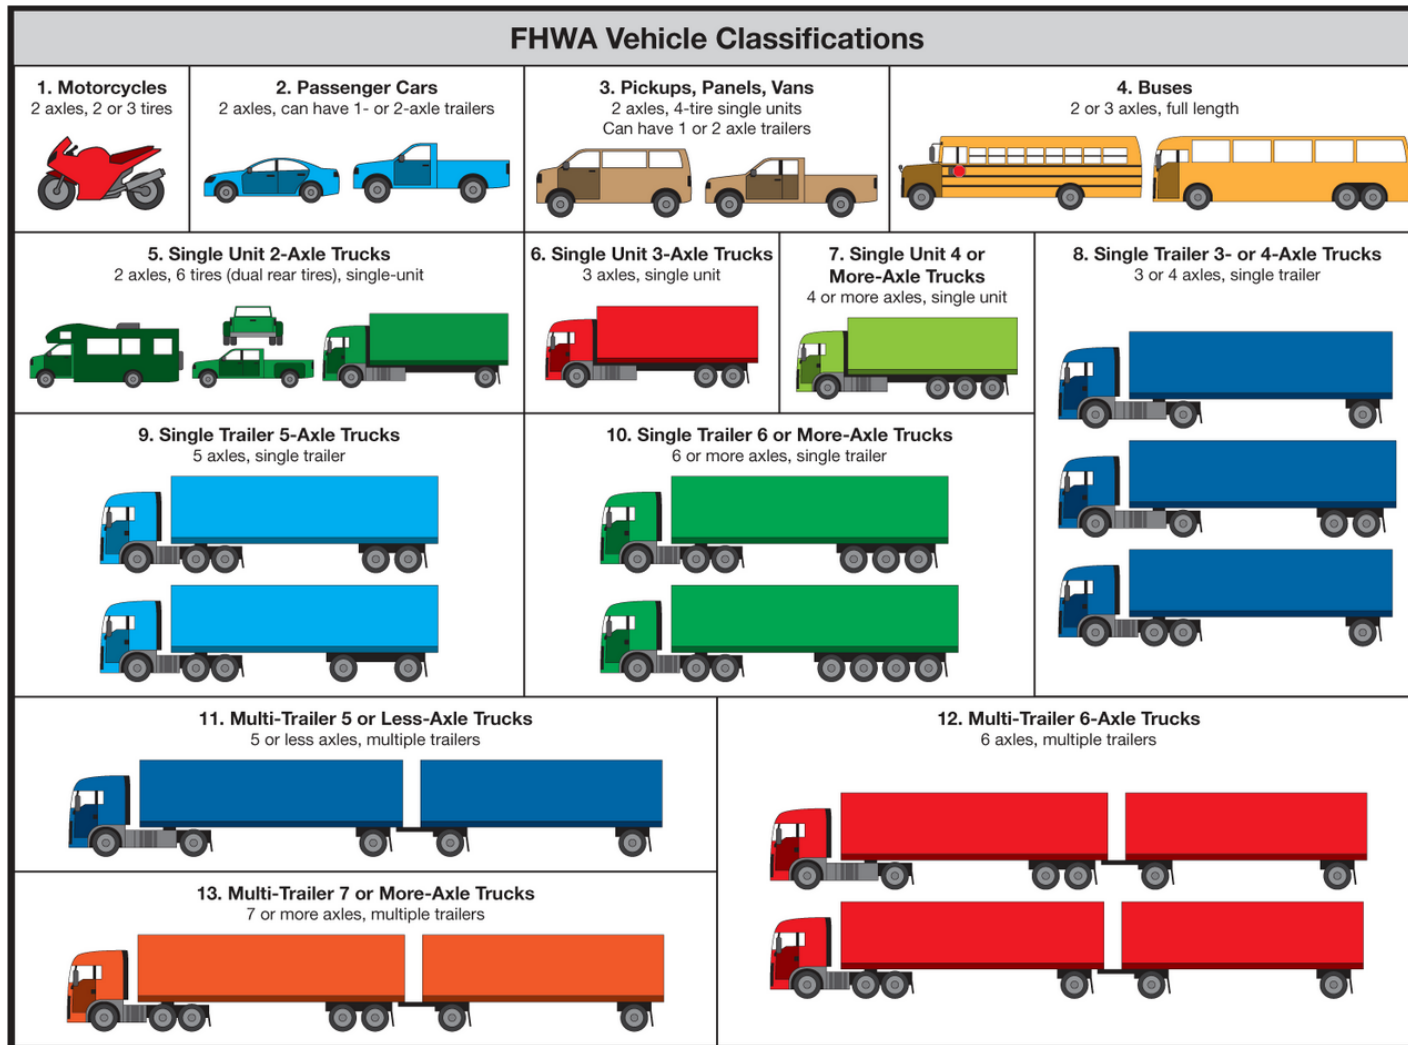 FHWA Vehicle Classifications
1. Motorcycles
2 axles, 2 or 3 tires
2. Passenger Cars
2 axles, can have 1- or 2-axle trailers
3. Pickups, Panels, Vans
2 axles, 4-tire single units
Can have 1 or 2 axle trailers
4. Buses
2 or 3 axles, full length
5. Single Unit 2-Axle Trucks
2 axles, 6 tires (dual rear tires), single-unit
6. Single Unit 3-Axle Trucks
3 axles, single unit
7. Single Unit 4 or
More-Axle Trucks
4 or more axles, single unit
8. Single Trailer 3- or 4-Axle Trucks
3 or 4 axles, single trailer
9. Single Trailer 5-Axle Trucks
5 axles, single trailer
10. Single Trailer 6 or More-Axle Trucks
6 or more axles, single trailer
11. Multi-Trailer 5 or Less-Axle Trucks
5 or less axles, multiple trailers
12. Multi-Trailer 6-Axle Trucks
6 axles, multiple trailers
13. Multi-Trailer 7 or More-Axle Trucks
7 or more axles, multiple trailers